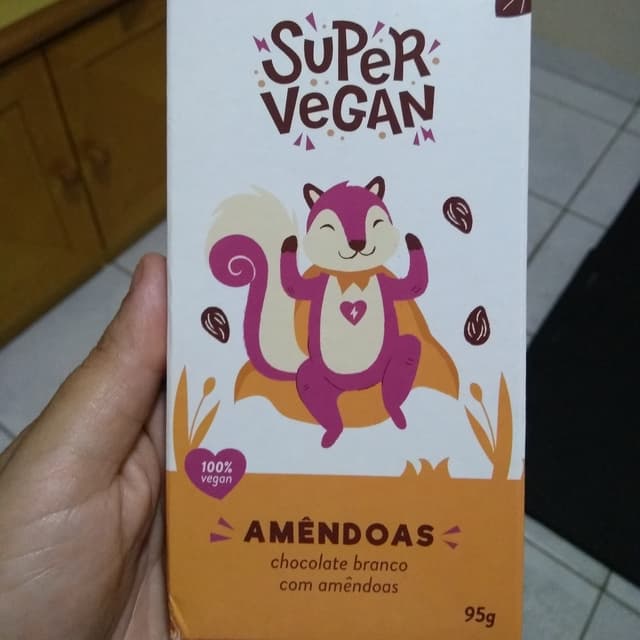 SUPER
VEGAN
100%
vegan
AMÊNDOAS
chocolate branco
com amêndoas
95g